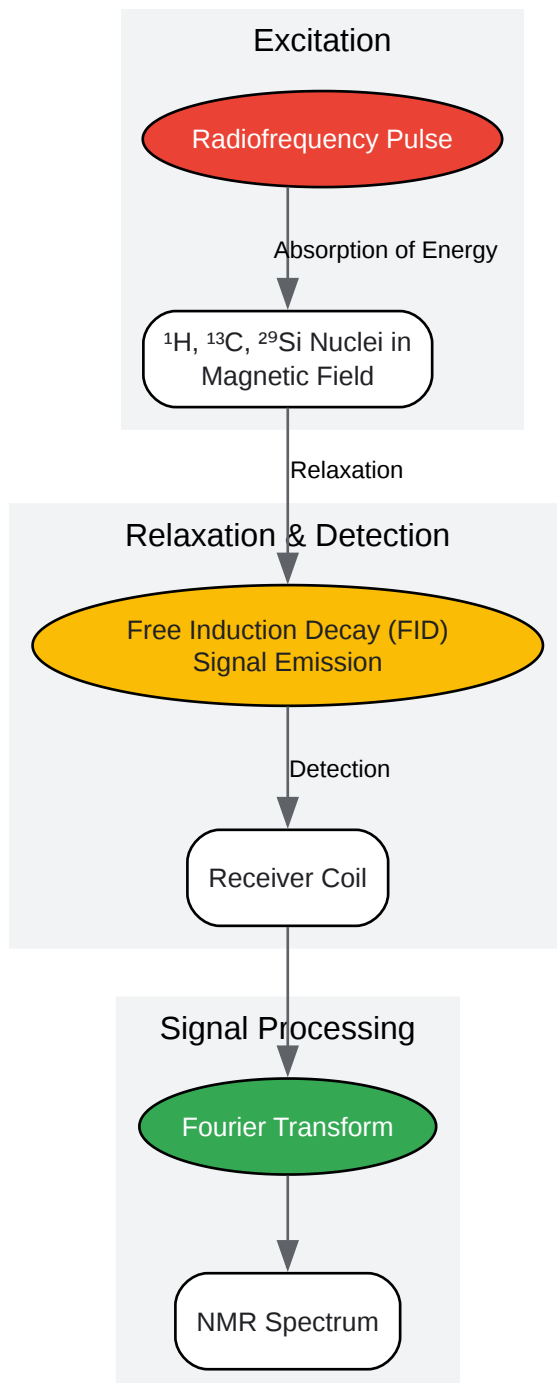 Excitation
Radiofrequency Pulse
Absorption of Energy
¹H, ¹³C, ²⁹Si Nuclei in
Magnetic Field
Relaxation
Relaxation & Detection
Free Induction Decay (FID)
Signal Emission
Detection
Receiver Coil
Signal Processing
Fourier Transform
NMR Spectrum